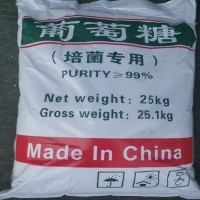 葡萄糖
(培菌专用)
PURITY≥99%
Net weight: 25kg
Gross weight: 25.1kg
Made In China